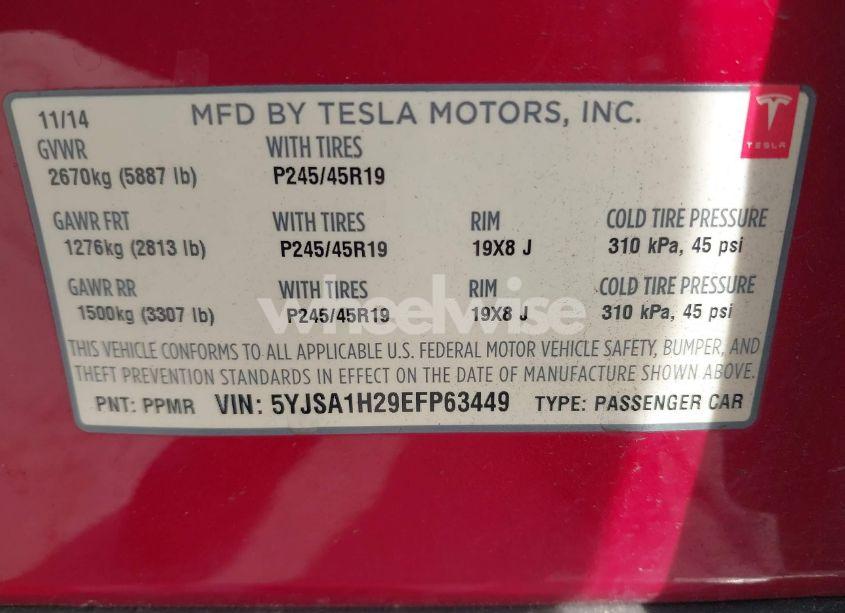 11/14 MFD BY TESLA MOTORS, INC.
TESLA
GVWR WITH TIRES
2670kg (5887 lb) P245/45R19
GAWR FRT WITH TIRES RIM COLD TIRE PRESSURE
1276kg (2813 lb) P245/45R19 19X8 J 310 kPa, 45 psi
GAWR RR WITH TIRES RIM COLD TIRE PRESSURE
1500kg (3307 lb) P245/45R19 19X8 J 310 kPa, 45 psi
wheelwise
THIS VEHICLE CONFORMS TO ALL APPLICABLE U.S. FEDERAL MOTOR VEHICLE SAFETY, BUMPER, AND
THEFT PREVENTION STANDARDS IN EFFECT ON THE DATE OF MANUFACTURE SHOWN ABOVE.
PNT: PPMR VIN: 5YJSA1H29EFP63449 TYPE: PASSENGER CAR